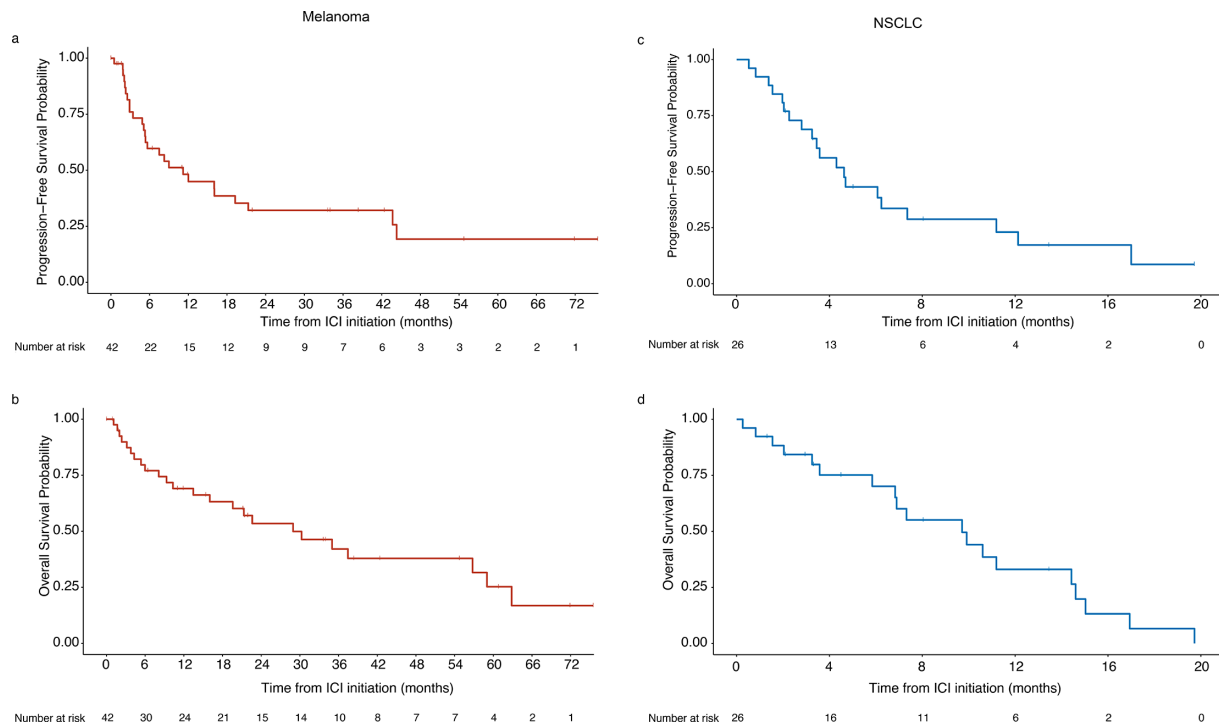 Melanoma
NSCLC
a
Progression−Free Survival Probability
1.00
0.75
0.50
0.25
0.00
0 6 12 18 24 30 36 42 48 54 60 66 72
Time from ICI initiation (months)
Number at risk 42 22 15 12 9 9 7 6 3 3 2 2 1
c
Progression−Free Survival Probability
1.00
0.75
0.50
0.25
0.00
0 4 8 12 16 20
Time from ICI initiation (months)
Number at risk 26 13 6 4 2 0
b
Overall Survival Probability
1.00
0.75
0.50
0.25
0.00
0 6 12 18 24 30 36 42 48 54 60 66 72
Time from ICI initiation (months)
Number at risk 42 30 24 21 15 14 10 8 7 7 4 2 1
d
Overall Survival Probability
1.00
0.75
0.50
0.25
0.00
0 4 8 12 16 20
Time from ICI initiation (months)
Number at risk 26 16 11 6 2 0